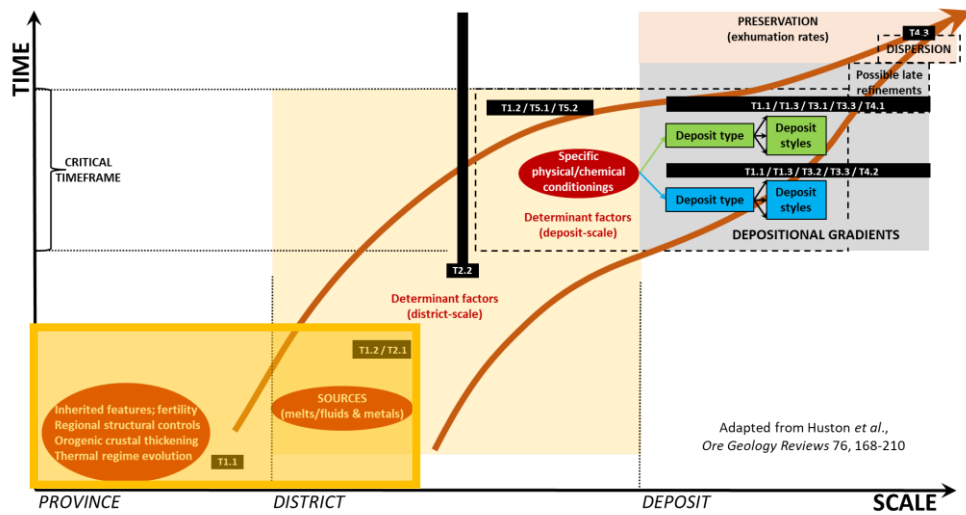 TIME
PRESERVATION
(exhumation rates)
T4.3
DISPERSION
Possible late
refinements
T1.2 / T5.1 / T5.2
T1.1 / T1.3 / T3.1 / T3.3 / T4.1
Deposit type
Deposit
styles
CRITICAL
TIMEFRAME
Specific
physical/chemical
conditionings
T1.1 / T1.3 / T3.2 / T3.3 / T4.2
Deposit type
Deposit
styles
Determinant factors
(deposit-scale)
DEPOSITIONAL GRADIENTS
T2.2
Determinant factors
(district-scale)
T1.2 / T2.1
SOURCES
(melts/fluids & metals)
Inherited features; fertility
Regional structural controls
Orogenic crustal thickening
Thermal regime evolution
T1.1
Adapted from Huston et al.,
Ore Geology Reviews 76, 168-210
PROVINCE
DISTRICT
DEPOSIT
SCALE